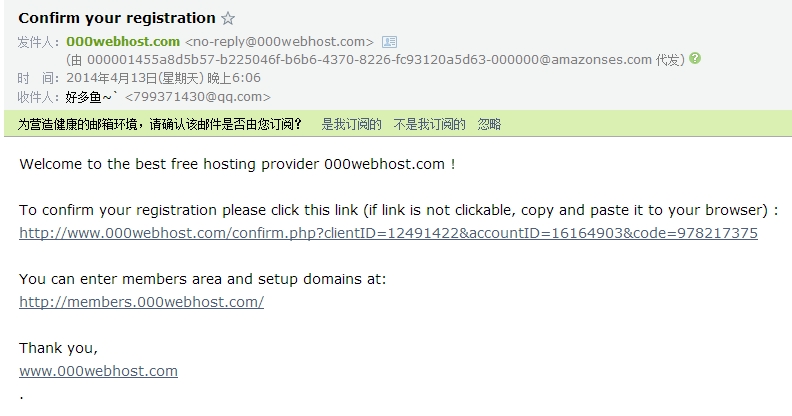 Confirm your registration
发件人：000webhost.com <no-reply@000webhost.com>
(由 000001455a8d5b57-b225046f-b6b6-4370-8226-fc93120a5d63-000000@amazonses.com 代发)
时 间：2014年4月13日(星期天) 晚上6:06
收件人：好多鱼~` <799371430@qq.com>
为营造健康的邮箱环境，请确认该邮件是否由您订阅？ 是我订阅的 不是我订阅的 忽略
Welcome to the best free hosting provider 000webhost.com !
To confirm your registration please click this link (if link is not clickable, copy and paste it to your browser) :
http://www.000webhost.com/confirm.php?clientID=12491422&accountID=16164903&code=978217375
You can enter members area and setup domains at:
http://members.000webhost.com/
Thank you,
www.000webhost.com
.